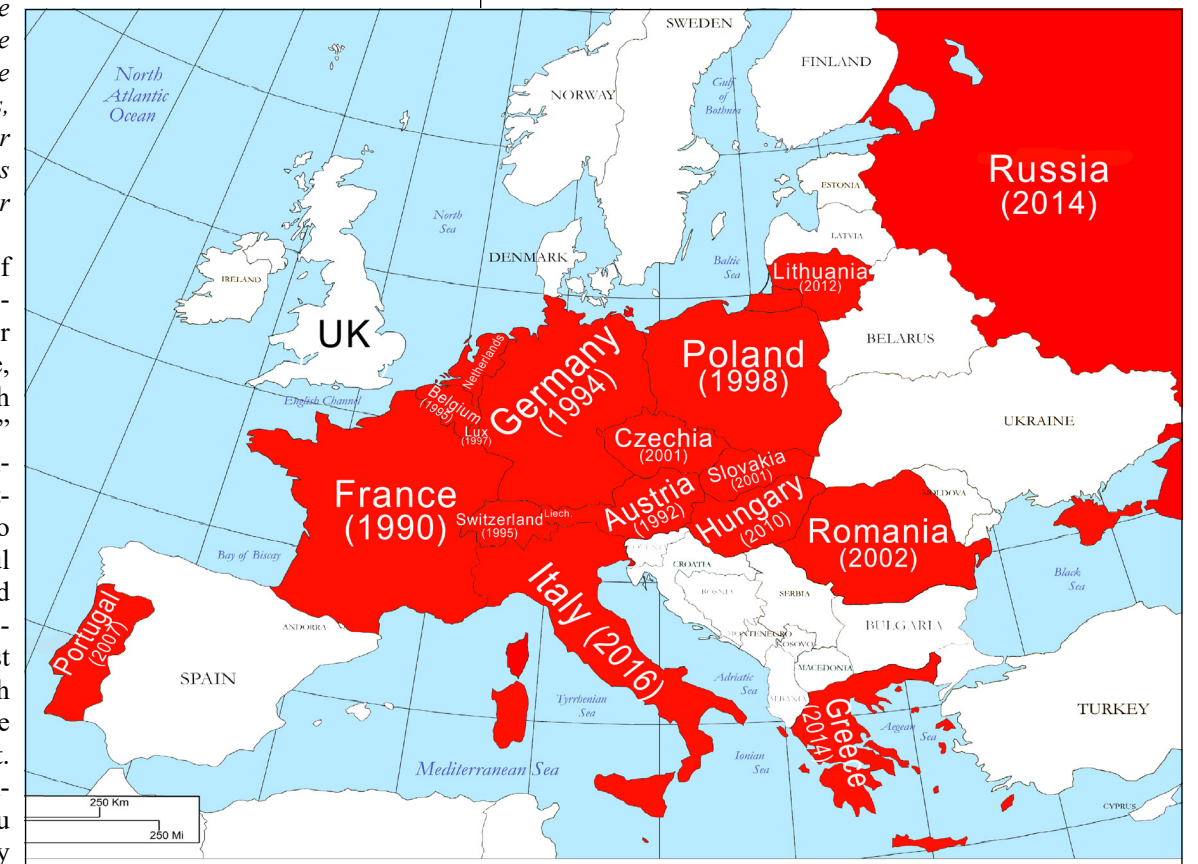 e
e
e
s,
r
s
r
f
-
r
e,
h
”
-
-
o
l
d
-
st
h
e
t.
-
u
y
SWEDEN
FINLAND
NORWAY
North
Atlantic
Ocean
Gulf
of
Bothnia
Russia
(2014)
ESTONIA
North
Sea
LATVIA
DENMARK
Baltic
Sea
Lithuania
(2012)
IRELAND
UK
BELARUS
Netherlands
Germany
(1994)
Poland
(1998)
Belgium
(1995)
English Channel
UKRAINE
Lux
(1997)
Czechia
(2001)
Slovakia
(2001)
France
(1990)
Switzerland
(1995)
Liech.
Austria
(1992)
Hungary
(2010)
MOLDOVA
Romania
(2002)
Bay of Biscay
CROATIA
Black
Sea
BOSNIA
SERBIA
Italy (2016)
Portugal
(2007)
ANDORRA
MONTENEGRO
KOSOVO
BULGARIA
SPAIN
MACEDONIA
Adriatic
Sea
ALBANIA
Tyrrhenian
Sea
Greece
(2014)
Aegean
Sea
TURKEY
Ionian
Sea
Mediterranean Sea
250 Km
250 Mi
CYPRUS